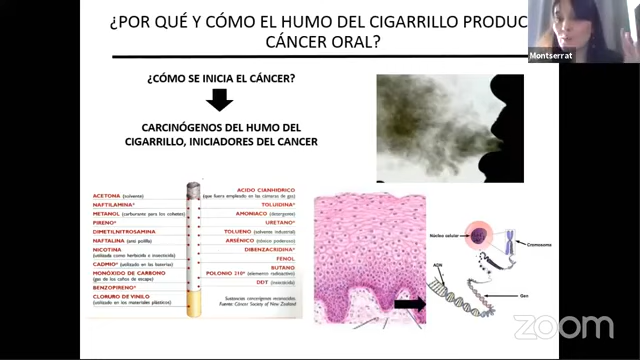 ¿POR QUÉ Y CÓMO EL HUMO DEL CIGARRILLO PRODUC
CÁNCER ORAL?
Montserrat
¿CÓMO SE INICIA EL CÁNCER?
CARCINÓGENOS DEL HUMO DEL
CIGARRILLO, INICIADORES DEL CANCER
ACETONA (solvente)
NAFTILAMINA*
METANOL (carburante para los cohetes)
PIRENO*
DIMETILNITROSAMINA
NAFTALINA (anti polilla)
NICOTINA
(utilizada como herbicida e insecticida)
CADMIO* (utilizado en las baterías)
MONÓXIDO DE CARBONO
(gas de los caños de escape)
BENZOPIRENO*
CLORURO DE VINILO
(utilizado en los materiales plásticos)
ACIDO CIANHIDRICO
(que fuera empleado en las cámaras de gas)
TOLUIDINA*
AMONIACO (detergente)
URETANO*
TOLUENO (solvente industrial)
ARSÉNICO (tóxico poderoso)
DIBENZACRIDINA*
FENOL
BUTANO
POLONIO 210* (elemento radioactivo)
DDT (insecticida)
Sustancias cancerígenas reconocidas
Fuente: Cáncer Society of New Zealand
Núcleo celular
Cromosoma
ADN
Gen
zoom